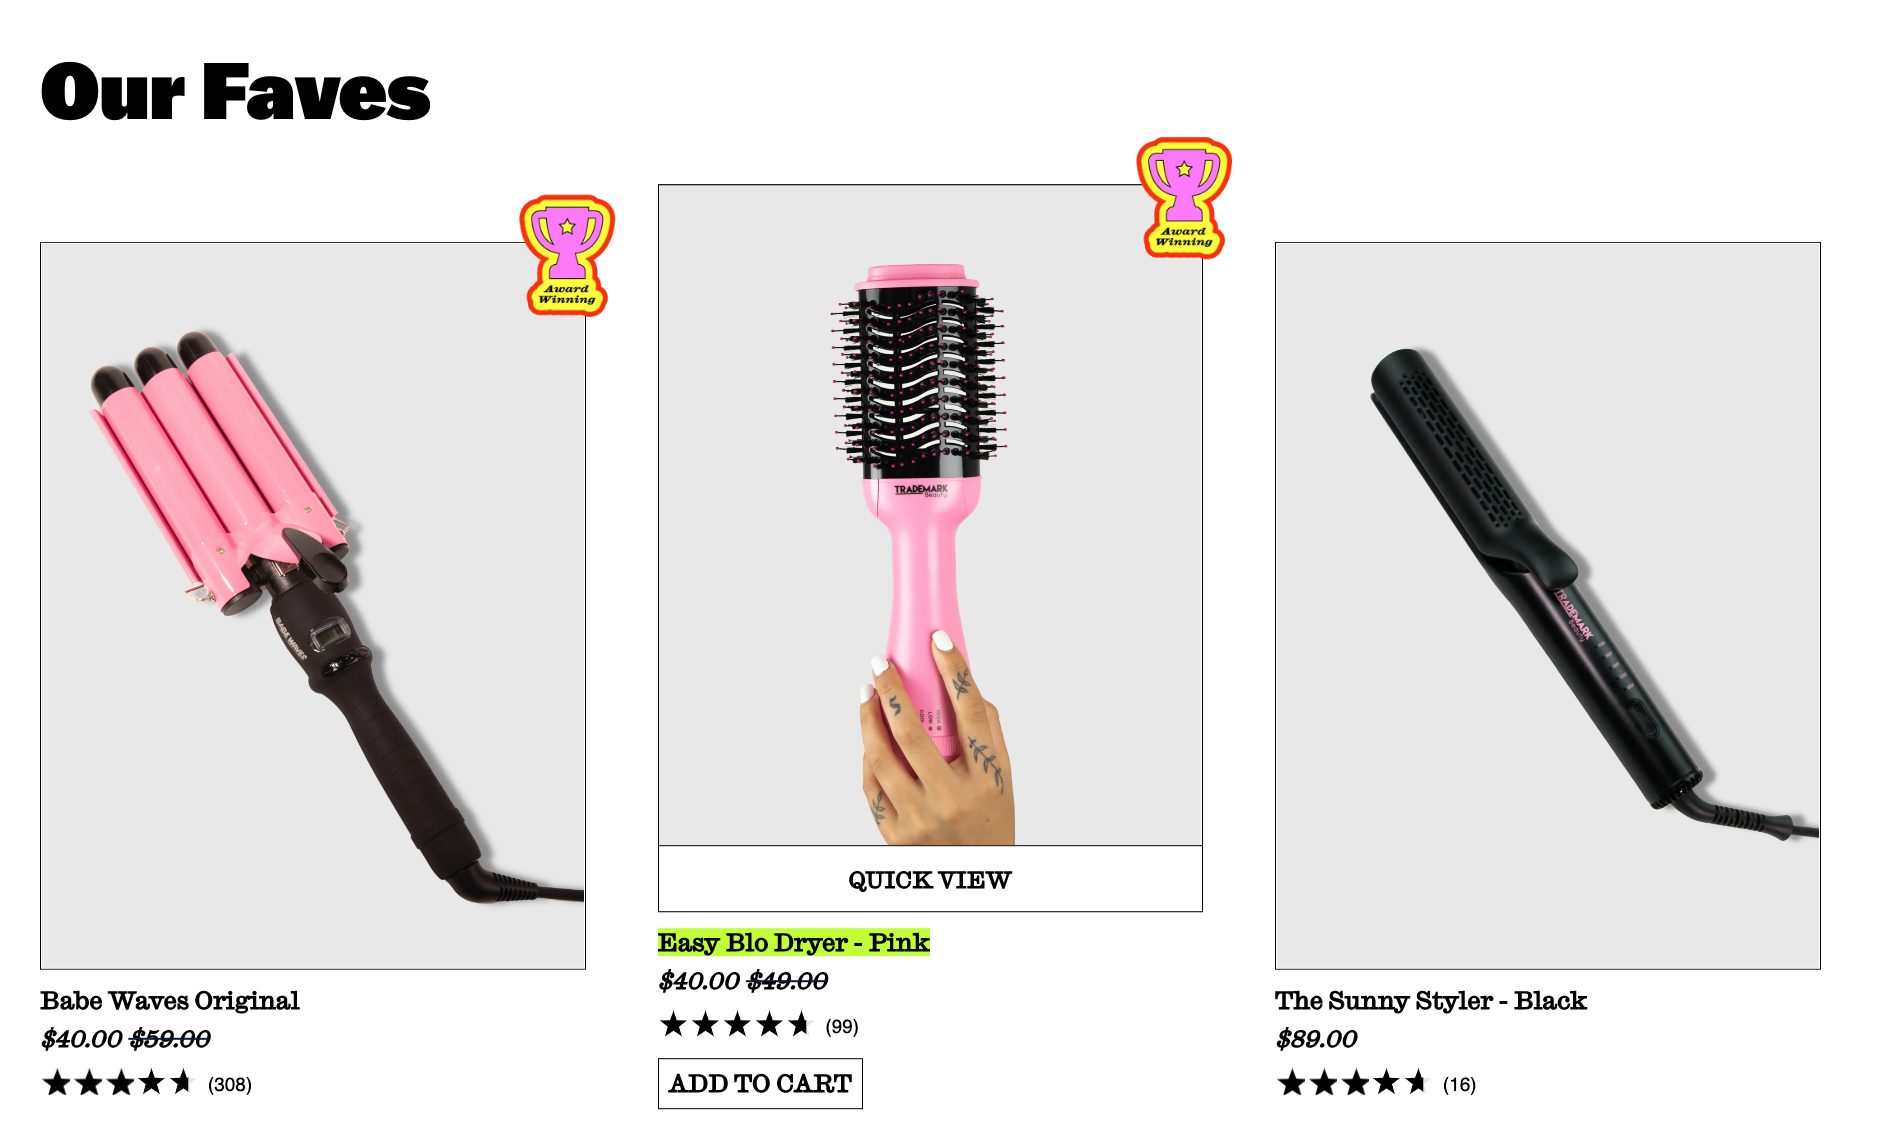 Our Faves
Award
Winning
BABE WAVES
Babe Waves Original
$40.00 $59.00
(308)
Award
Winning
TRADEMARK
Beauty
QUICK VIEW
Easy Blo Dryer - Pink
$40.00 $49.00
(99)
ADD TO CART
TRADEMARK
Beauty
The Sunny Styler - Black
$89.00
(16)